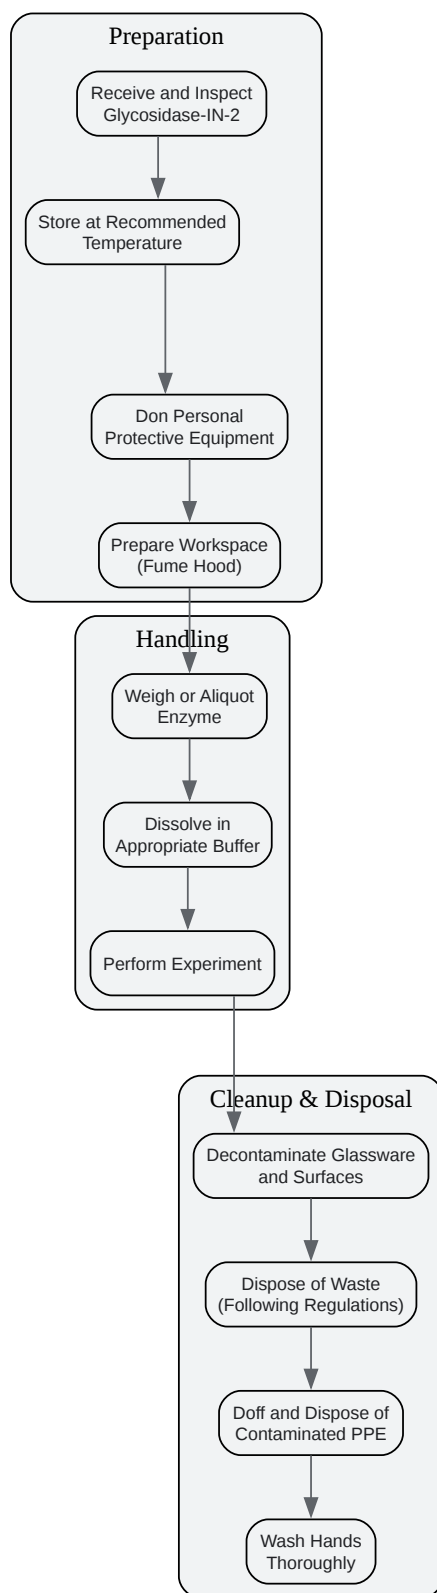 Preparation
Receive and Inspect
Glycosidase-IN-2
Store at Recommended
Temperature
Don Personal
Protective Equipment
Prepare Workspace
(Fume Hood)
Handling
Weigh or Aliquot
Enzyme
Dissolve in
Appropriate Buffer
Perform Experiment
Cleanup & Disposal
Decontaminate Glassware
and Surfaces
Dispose of Waste
(Following Regulations)
Doff and Dispose of
Contaminated PPE
Wash Hands
Thoroughly